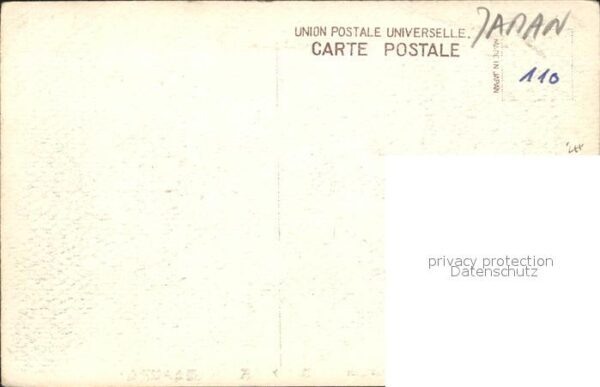 UNION POSTALE UNIVERSELLE.
CARTE POSTALE
JAPAN
MADE IN JAPAN
110
privacy protection
Datenschutz